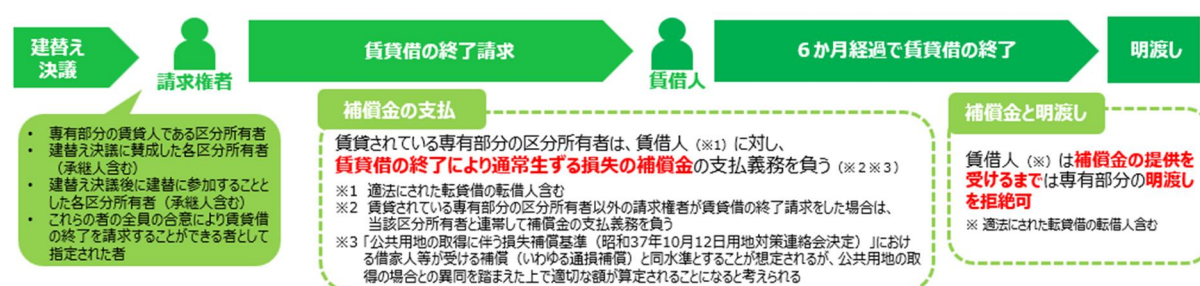 建替え
決議
請求権者
賃貸借の終了請求
賃借人
6か月経過で賃貸借の終了
明渡し
・ 専有部分の賃貸人である区分所有者
・ 建替え決議に賛成した各区分所有者
（承継人含む）
・ 建替え決議後に建替に参加することと
した各区分所有者（承継人含む）
・ これらの者の全員の合意により賃貸借
の終了を請求することができる者として
指定された者
補償金の支払
賃貸されている専有部分の区分所有者は、賃借人（※1）に対し、
賃貸借の終了により通常生ずる損失の補償金の支払義務を負う（※2※3）
※1 適法にされた転貸借の転借人含む
※2 賃貸されている専有部分の区分所有者以外の請求権者が賃貸借の終了請求をした場合は、
当該区分所有者と連帯して補償金の支払義務を負う
※3「公共用地の取得に伴う損失補償基準（昭和37年10月12日用地対策連絡会決定）」におけ
る借家人等が受ける補償（いわゆる通損補償）と同水準とすることが想定されるが、公共用地の取
得の場合との異同を踏まえた上で適切な額が算定されることになると考えられる
補償金と明渡し
賃借人（※）は補償金の提供を
受けるまでは専有部分の明渡し
を拒絶可
※ 適法にされた転貸借の転借人含む